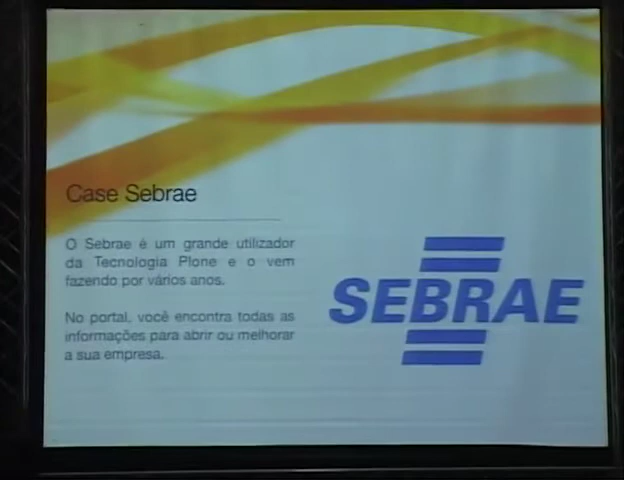 Case Sebrae
O Sebrae é um grande utilizador
da Tecnologia Plone e o vem
fazendo por vários anos.
No portal, você encontra todas as
informações para abrir ou melhorar
a sua empresa.
SEBRAE